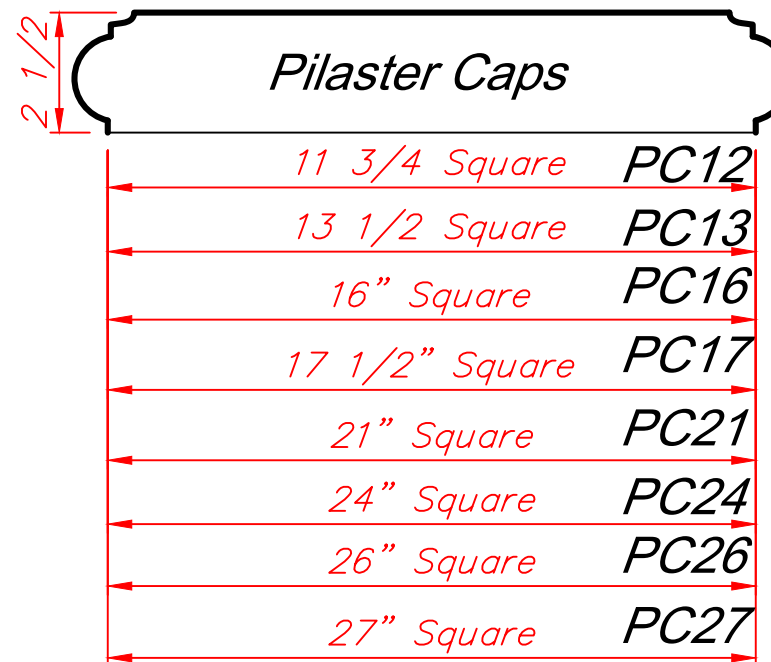 2 1/2
Pilaster Caps
11 3/4 Square PC12
13 1/2 Square PC13
16” Square PC16
17 1/2” Square PC17
21” Square PC21
24” Square PC24
26” Square PC26
27” Square PC27